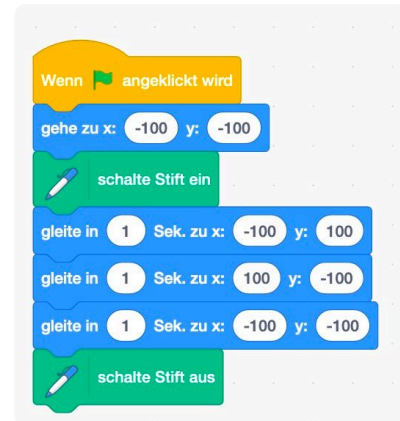 Wenn angeklickt wird
gehe zu x: -100 y: -100
schalte Stift ein
gleite in 1 Sek. zu x: -100 y: 100
gleite in 1 Sek. zu x: 100 y: -100
gleite in 1 Sek. zu x: -100 y: -100
schalte Stift aus